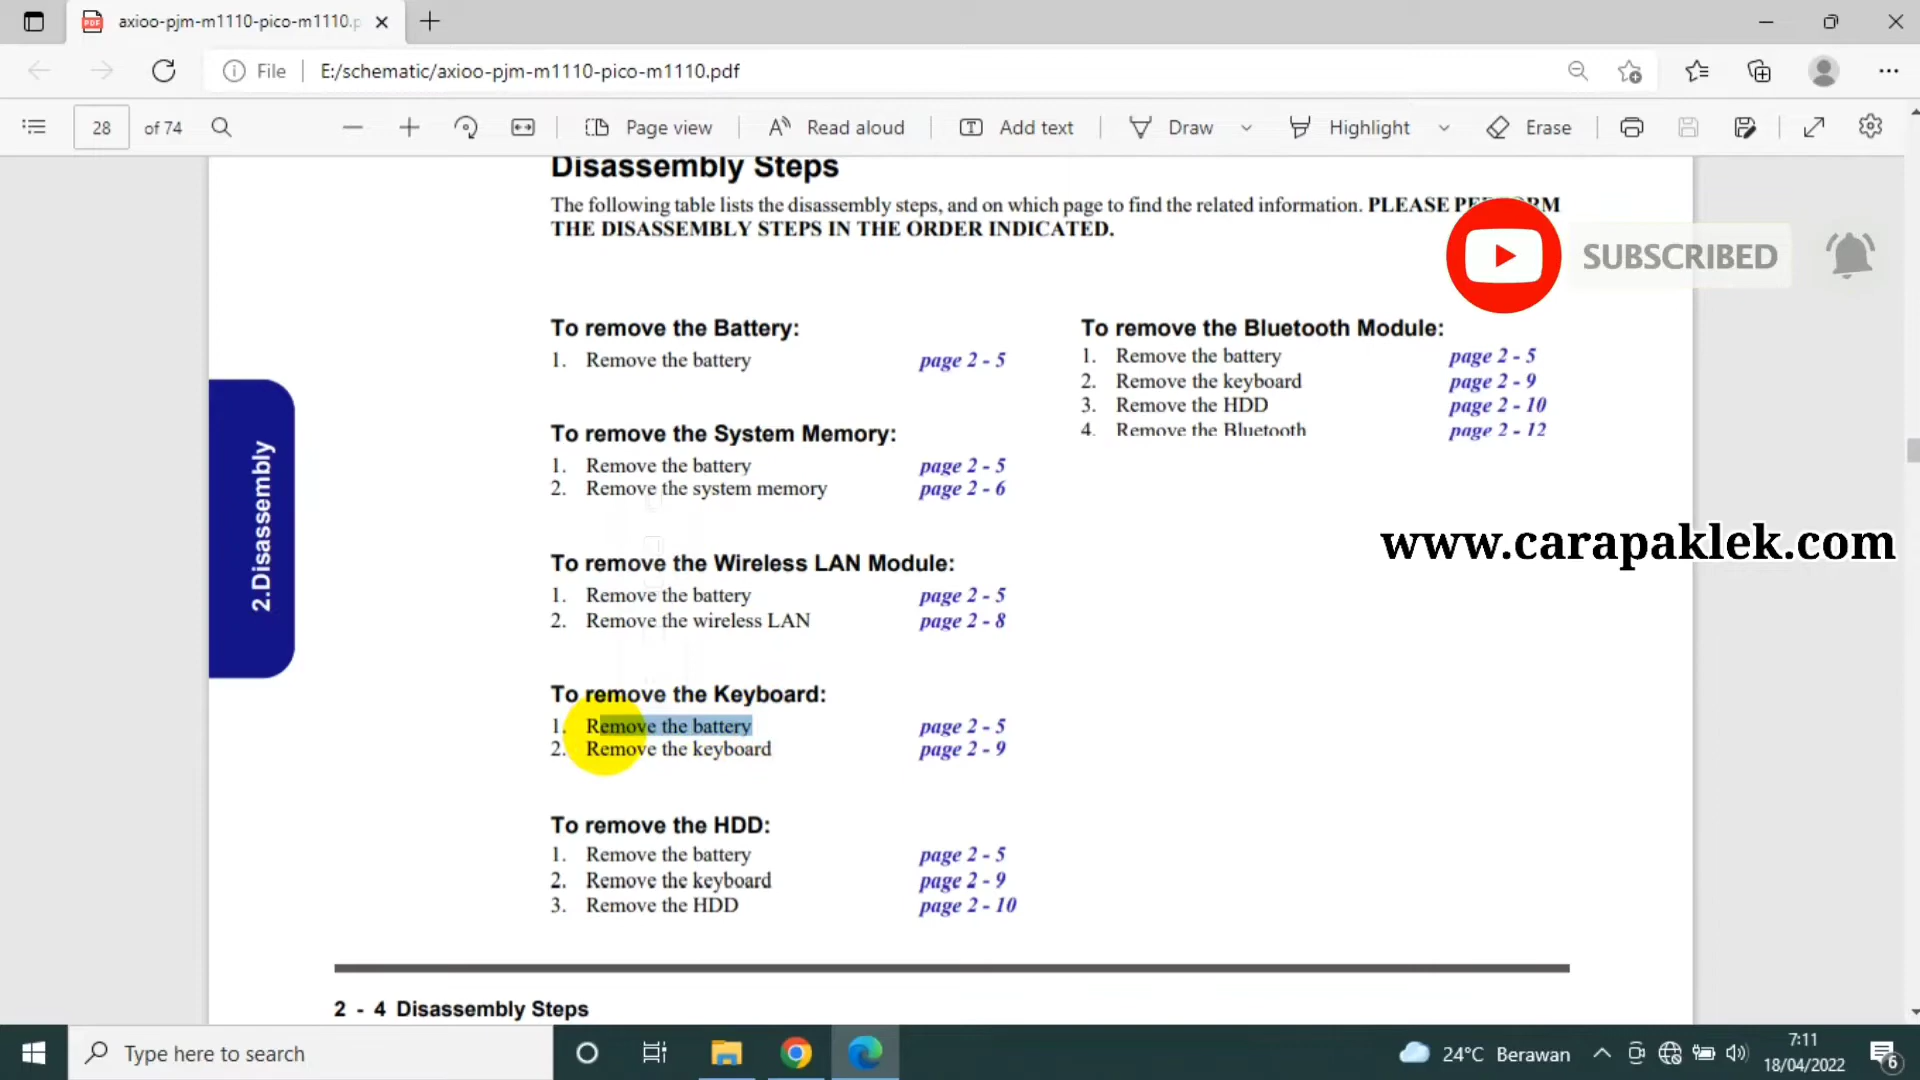 axioo-pjm-m1110-pico-m1110.p
File
E:/schematic/axioo-pjm-m1110-pico-m1110.pdf
28
of 74
Page view
Read aloud
Add text
Draw
Highlight
Erase
Disassembly Steps
The following table lists the disassembly steps, and on which page to find the related information. PLEASE PERFORM
THE DISASSEMBLY STEPS IN THE ORDER INDICATED.
SUBSCRIBED
To remove the Battery:
1. Remove the battery page 2 - 5
To remove the System Memory:
1. Remove the battery page 2 - 5
2. Remove the system memory page 2 - 6
To remove the Wireless LAN Module:
1. Remove the battery page 2 - 5
2. Remove the wireless LAN page 2 - 8
To remove the Keyboard:
1. Remove the battery page 2 - 5
2. Remove the keyboard page 2 - 9
To remove the HDD:
1. Remove the battery page 2 - 5
2. Remove the keyboard page 2 - 9
3. Remove the HDD page 2 - 10
To remove the Bluetooth Module:
1. Remove the battery page 2 - 5
2. Remove the keyboard page 2 - 9
3. Remove the HDD page 2 - 10
4. Remove the Bluetooth page 2 - 12
www.carapaklek.com
2.Disassembly
2 - 4 Disassembly Steps
Type here to search
24°C Berawan
7:11
18/04/2022
6